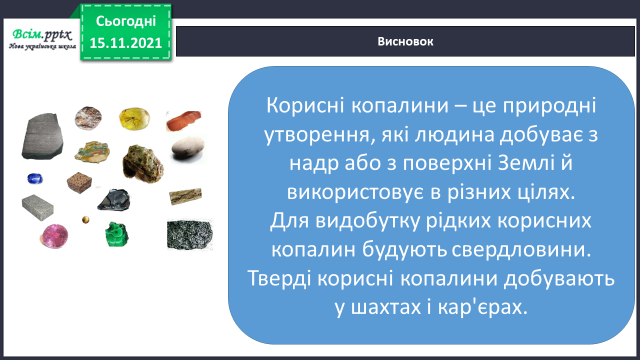 Всім.pptx
Нова українська школа
Сьогодні
15.11.2021
Висновок
Корисні копалини – це природні
утворення, які людина добуває з
надр або з поверхні Землі й
використовує в різних цілях.
Для видобутку рідких корисних
копалин будують свердловини.
Тверді корисні копалини добувають
у шахтах і кар'єрах.